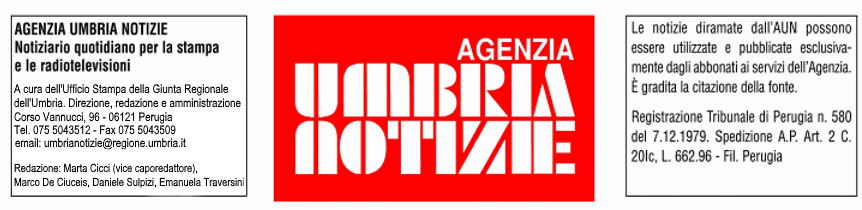 AGENZIA UMBRIA NOTIZIE
Notiziario quotidiano per la stampa
e le radiotelevisioni
A cura dell'Ufficio Stampa della Giunta Regionale
dell'Umbria. Direzione, redazione e amministrazione
Corso Vannucci, 96 - 06121 Perugia
Tel. 075 5043512 - Fax 075 5043509
email: umbrianotizie@regione.umbria.it
Redazione: Marta Cicci (vice caporedattore),
Marco De Ciuceis, Daniele Sulpizi, Emanuela Traversini
AGENZIA
UMBRIA
NOTIZIE
Le notizie diramate dall'AUN possono
essere utilizzate e pubblicate esclusiva-
mente dagli abbonati ai servizi dell'Agenzia.
È gradita la citazione della fonte.
Registrazione Tribunale di Perugia n. 580
del 7.12.1979. Spedizione A.P. Art. 2 C.
20Ic, L. 662.96 - Fil. Perugia